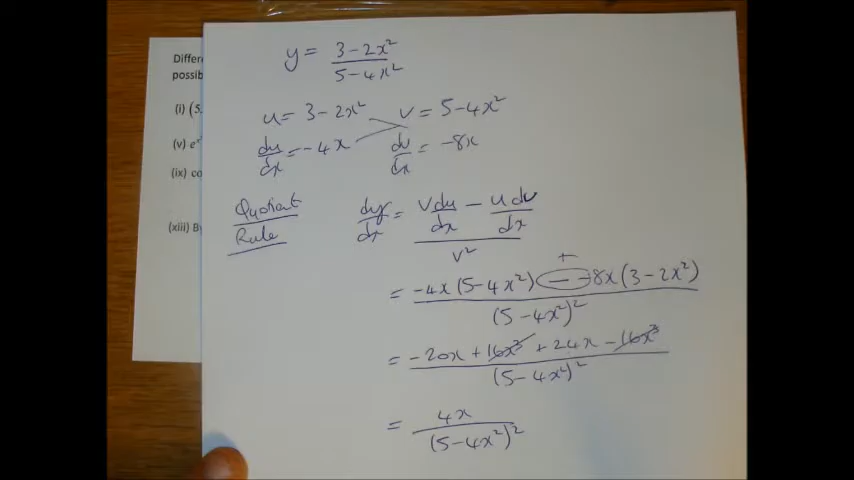 Differ
possib
(i) (5
(v) e^x
(ix) co
(xiii) B
y = (3 - 2x²)/(5 - 4x²)
u = 3 - 2x² v = 5 - 4x²
du/dx = -4x dv/dx = -8x
Quotient Rule
dy/dx = (v du/dx - u dv/dx)/v²
+
= (-4x(5 - 4x²) - -8x(3 - 2x²))/(5 - 4x²)²
= (-20x + 16x³ + 24x - 16x³)/(5 - 4x²)²
= 4x/(5 - 4x²)²